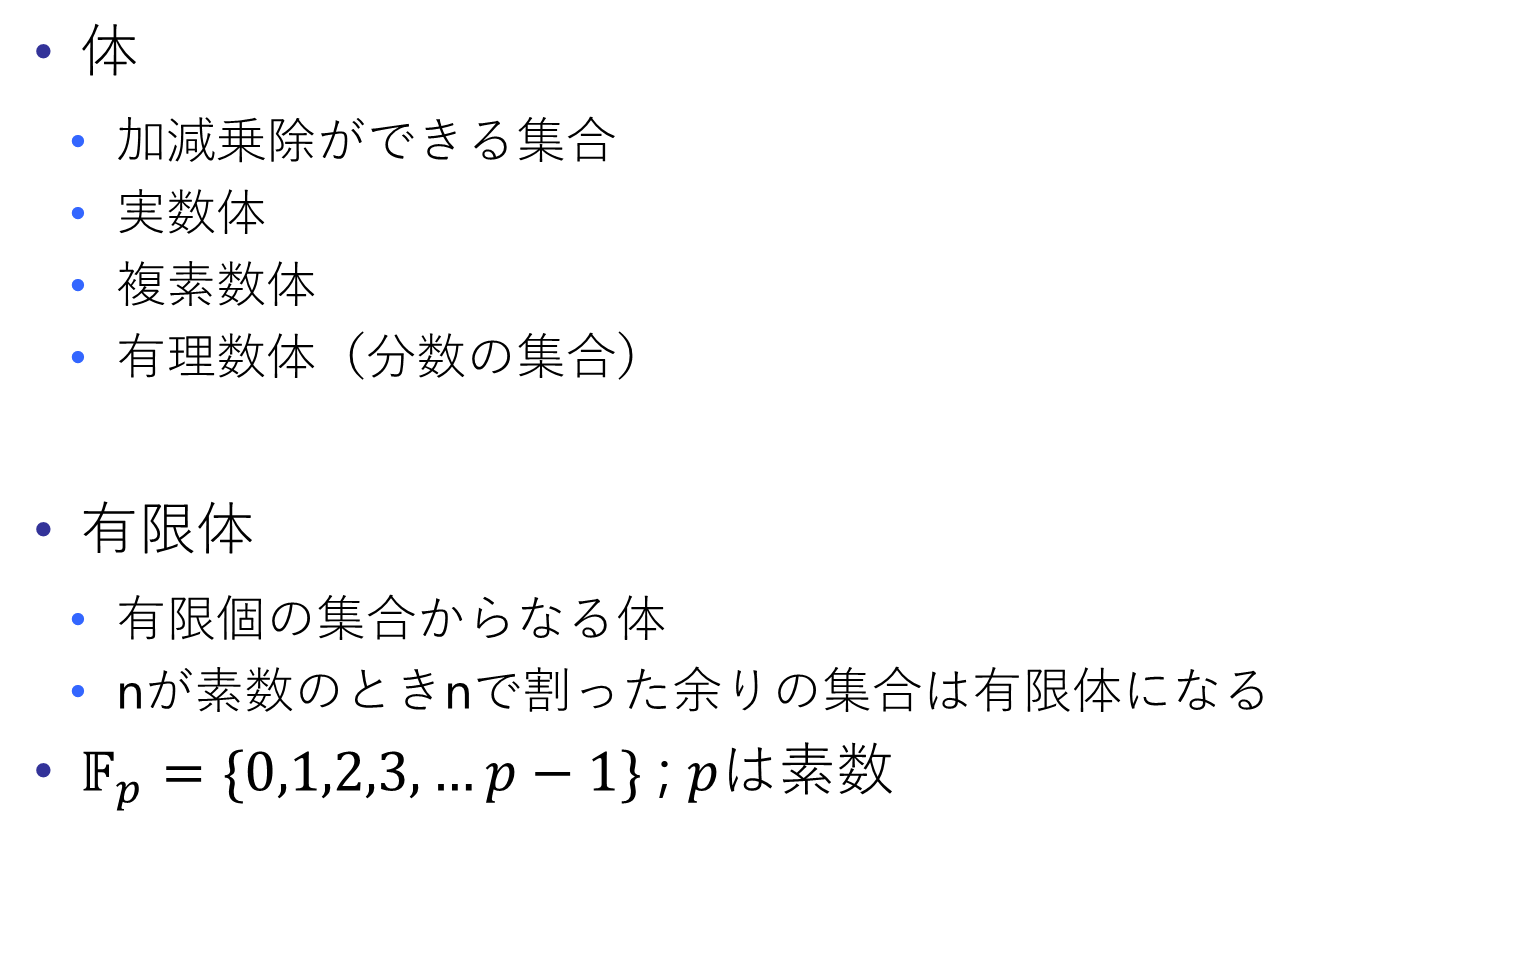 • 体
• 加減乗除ができる集合
• 実数体
• 複素数体
• 有理数体（分数の集合）
• 有限体
• 有限個の集合からなる体
• nが素数のときnで割った余りの集合は有限体になる
• 𝔽ₚ = {0,1,2,3, … p − 1} ; pは素数